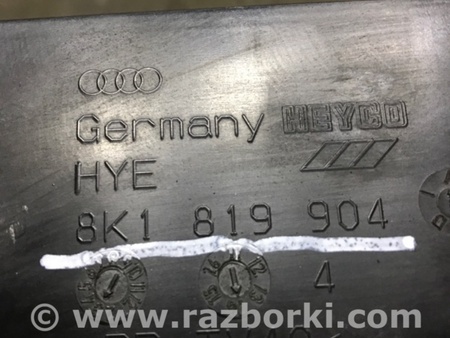 Germany HEYCO
HYE
8K1 819 904
4
© www.razborki.com